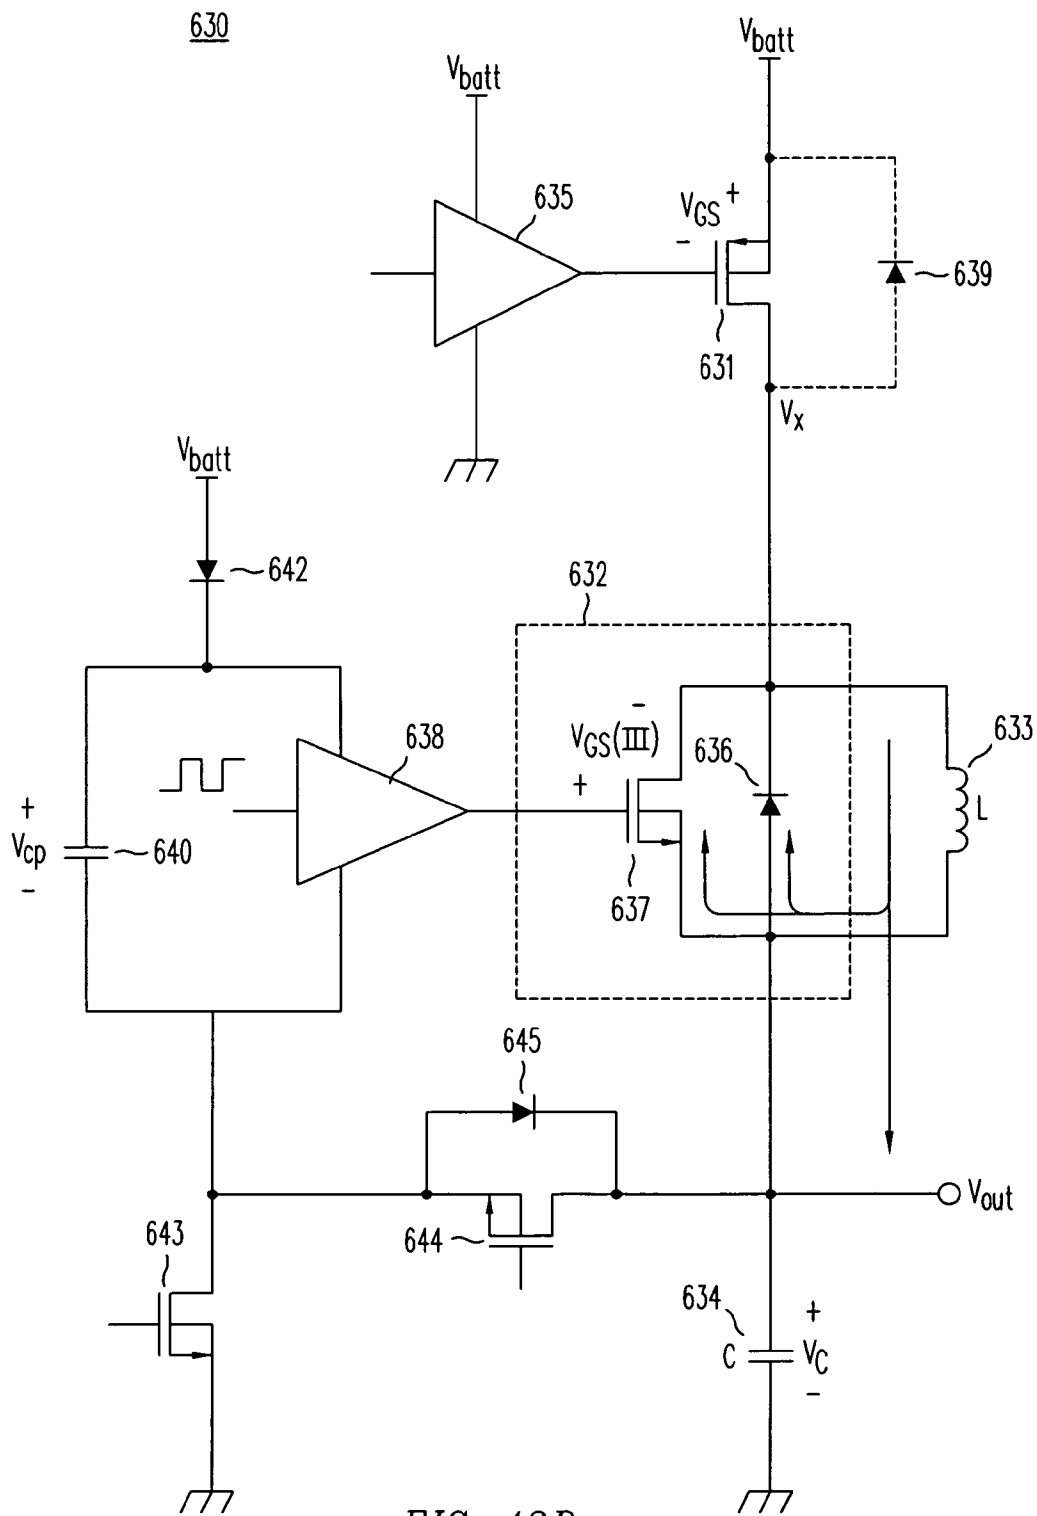 630
Vbatt
Vbatt
635
VGS +
-
631
639
Vx
Vbatt
642
632
638
VGS(III)
-
+
636
633
L
+
Vcp
-
640
637
645
644
Vout
643
634
C
+
VC
-